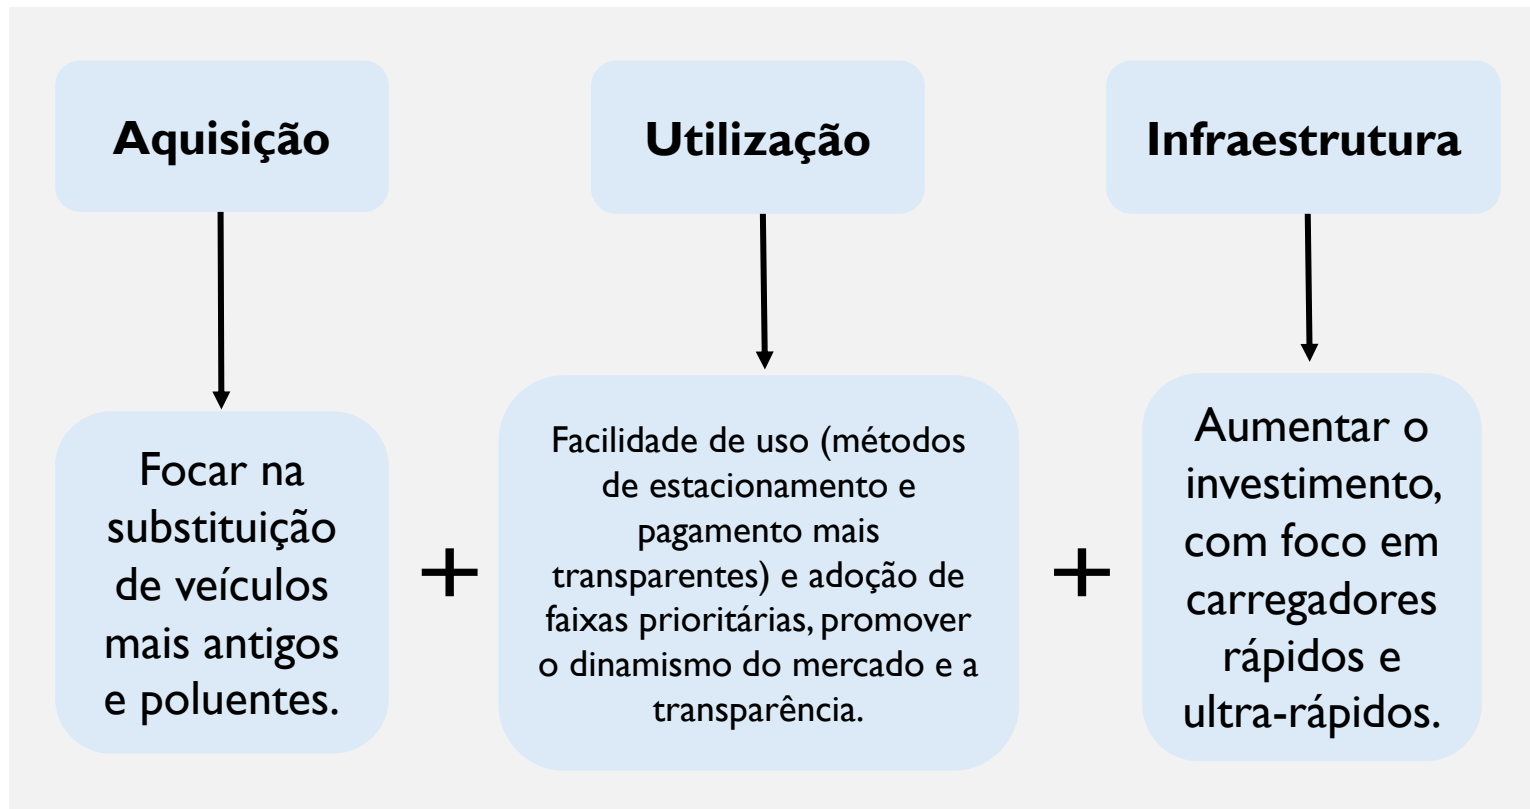 Aquisição
Utilização
Infraestrutura
Focar na
substituição
de veículos
mais antigos
e poluentes.
+
Facilidade de uso (métodos
de estacionamento e
pagamento mais
transparentes) e adoção de
faixas prioritárias, promover
o dinamismo do mercado e a
transparência.
+
Aumentar o
investimento,
com foco em
carregadores
rápidos e
ultra-rápidos.